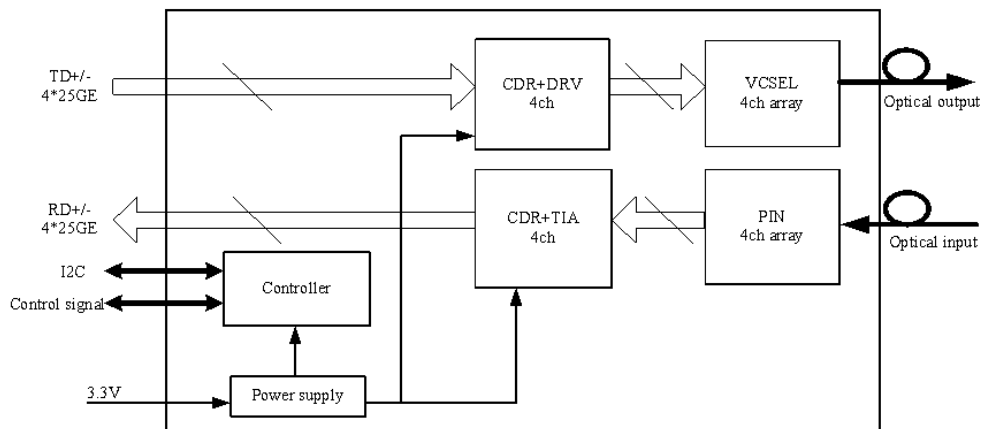 TD+/-
4*25GE
CDR+DRV
4ch
VCSEL
4ch array
Optical output
RD+/-
4*25GE
CDR+TIA
4ch
PIN
4ch array
Optical input
I2C
Control signal
Controller
3.3V
Power supply